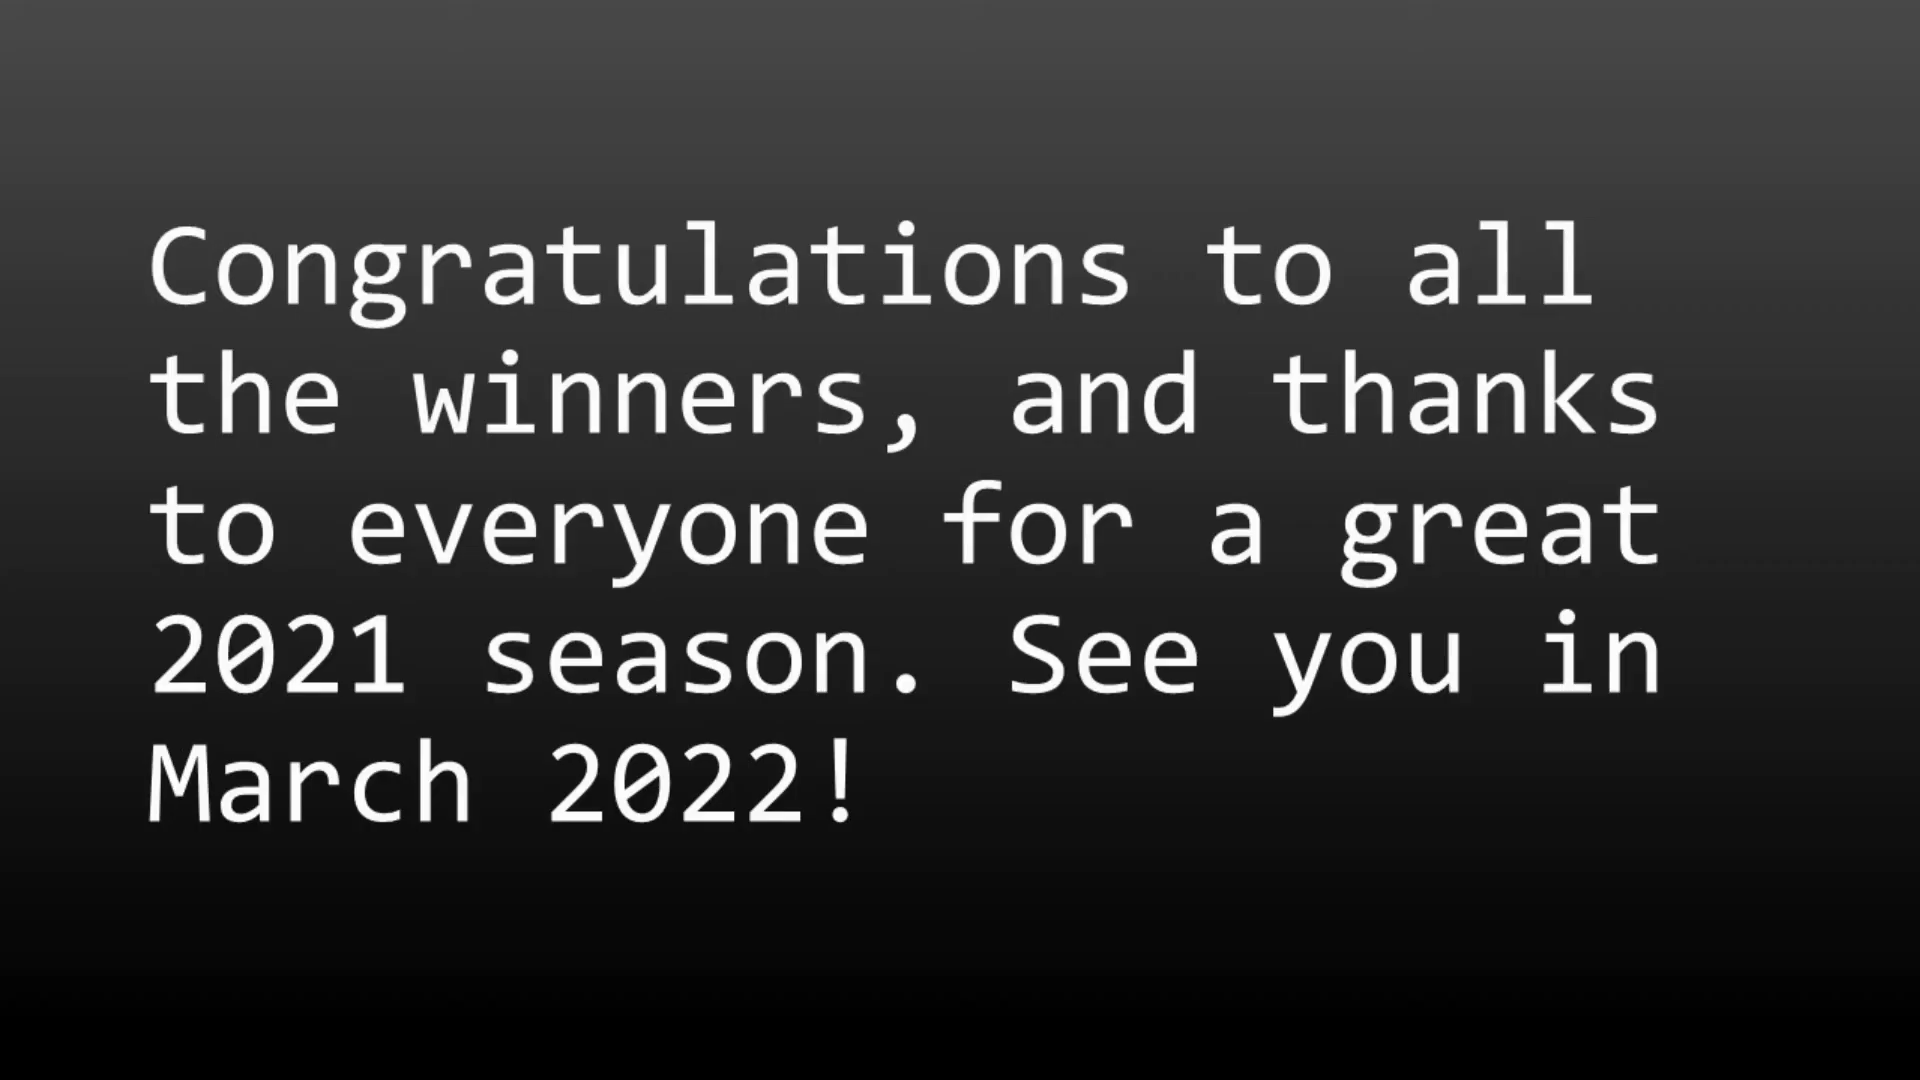 Congratulations to all
the winners, and thanks
to everyone for a great
2021 season. See you in
March 2022!